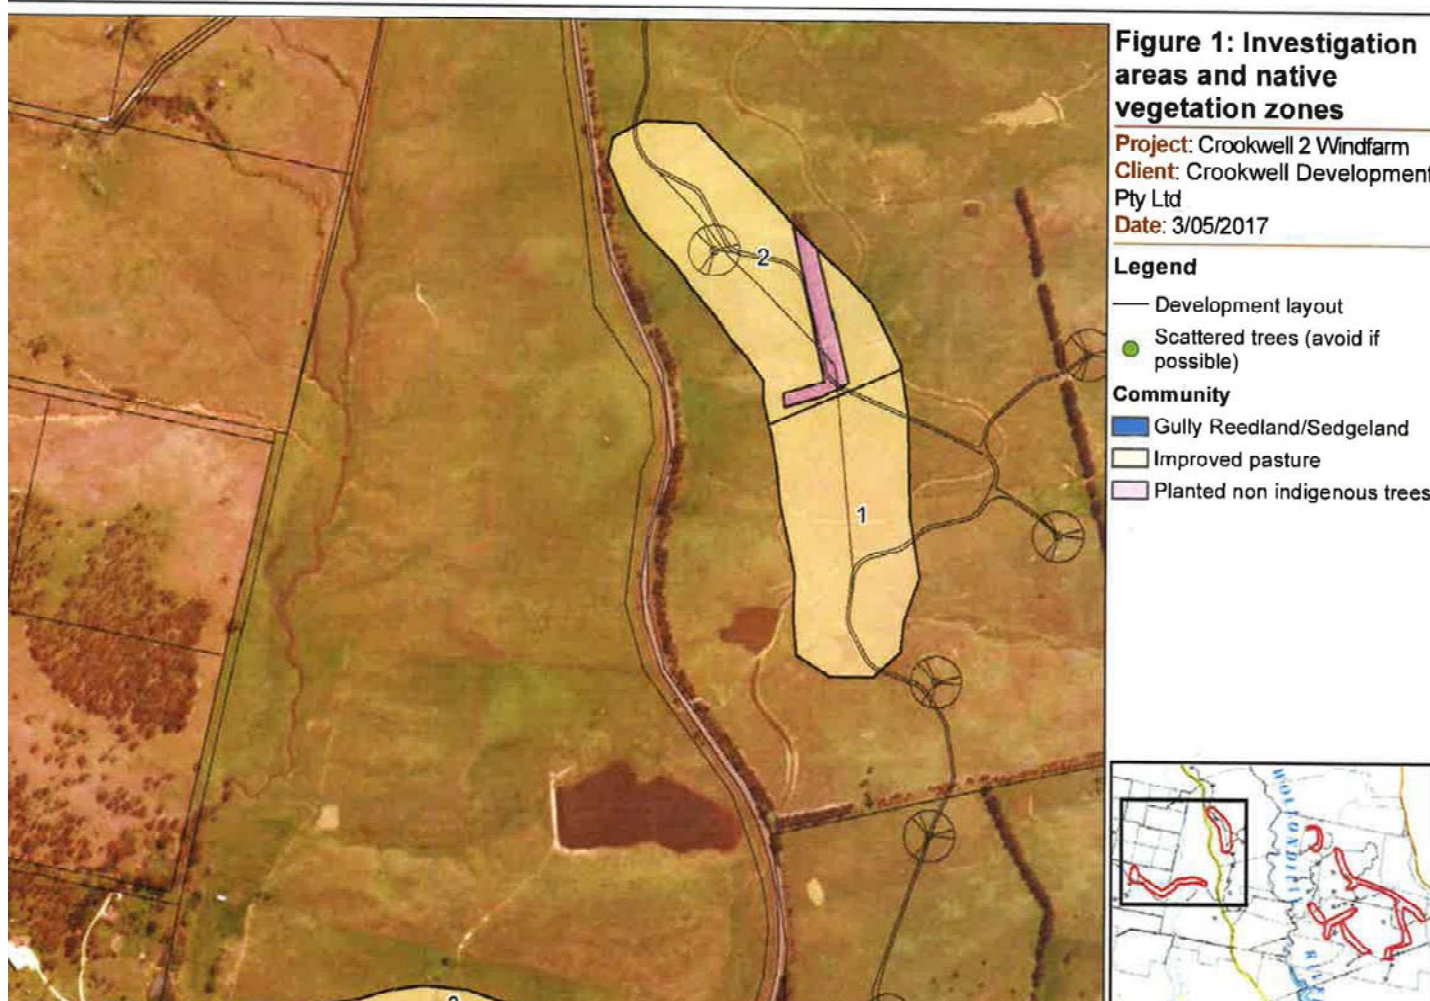 Figure 1: Investigation
areas and native
vegetation zones
Project: Crookwell 2 Windfarm
Client: Crookwell Development
Pty Ltd
Date: 3/05/2017
Legend
Development layout
Scattered trees (avoid if
possible)
Community
Gully Reedland/Sedgeland
Improved pasture
Planted non indigenous trees
2
1